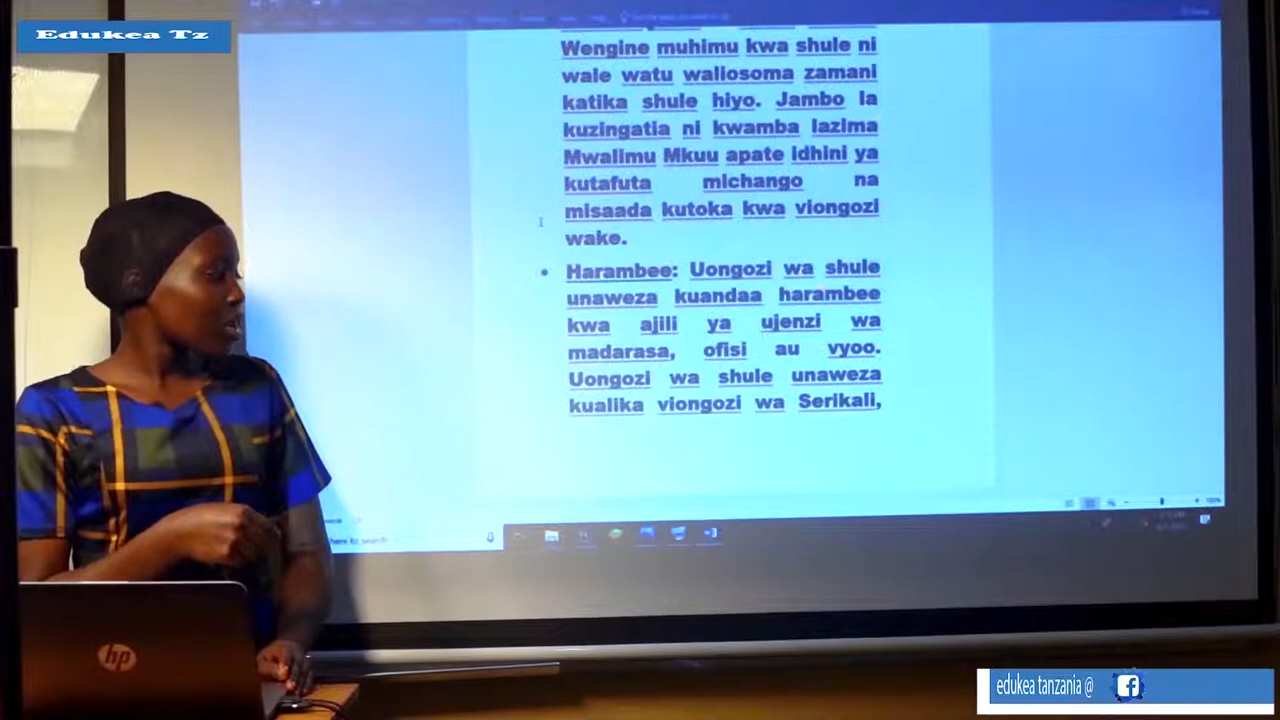 Edukea Tz
Wengine muhimu kwa shule ni
wale watu waliosoma zamani
katika shule hiyo. Jambo la
kuzingatia ni kwamba lazima
Mwalimu Mkuu apate idhini ya
kutafuta michango na
misaada kutoka kwa viongozi
wake.
• Harambee: Uongozi wa shule
unaweza kuandaa harambee
kwa ajili ya ujenzi wa
madarasa, ofisi au vyoo.
Uongozi wa shule unaweza
kualika viongozi wa Serikali,
here to search
hp
edukea tanzania @